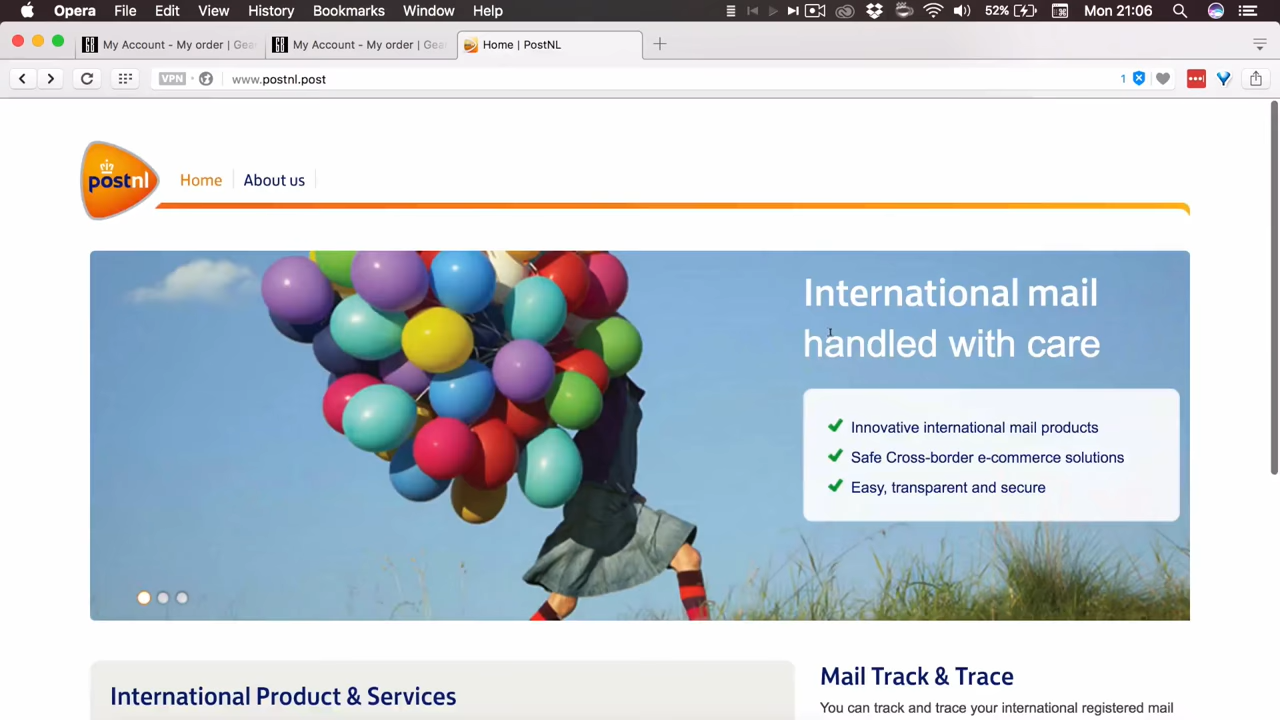 Opera File Edit View History Bookmarks Window Help 52% Mon 21:06
My Account - My order | Gea
My Account - My order | Gea
Home | PostNL
VPN www.postnl.post 1
postnl
Home About us
International mail
handled with care
Innovative international mail products
Safe Cross-border e-commerce solutions
Easy, transparent and secure
International Product & Services
Mail Track & Trace
You can track and trace your international registered mail